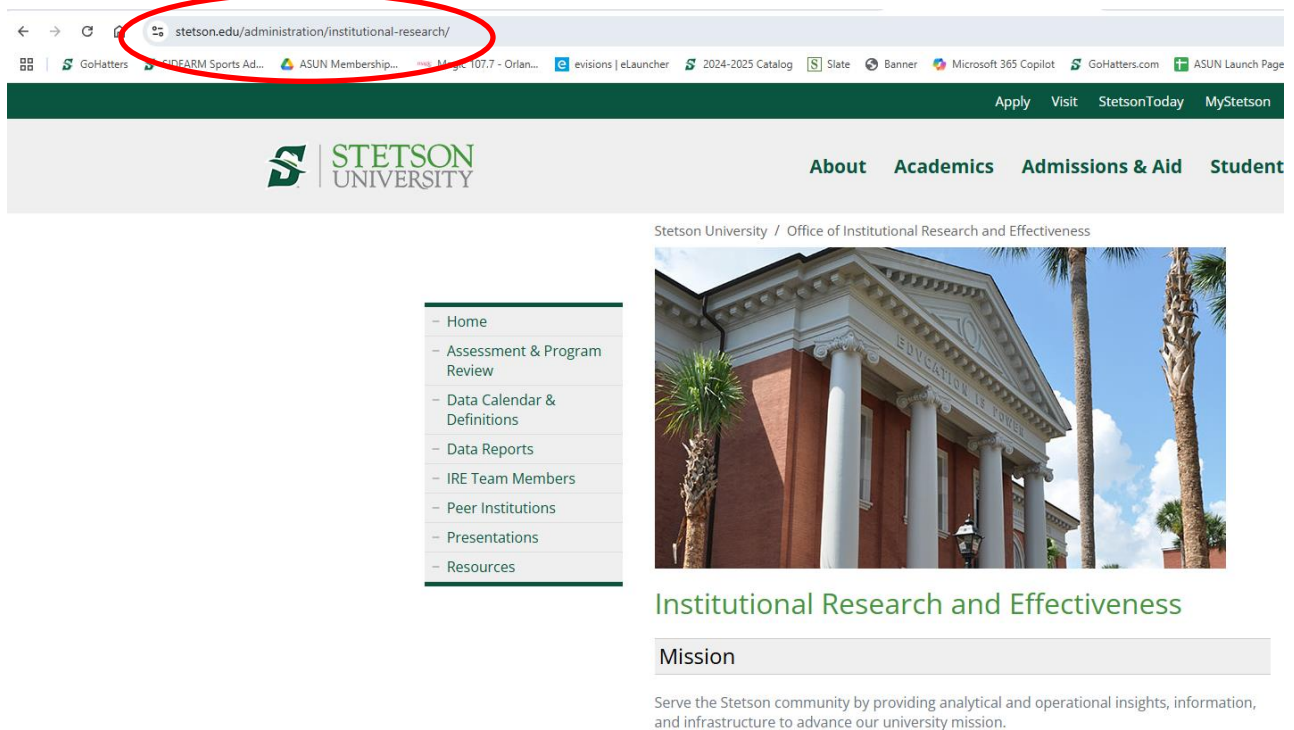 stetson.edu/administration/institutional-research/
GoHatters SIDEARM Sports Ad... ASUN Membership... Magic 107.7 - Orlan... evisions | eLauncher 2024-2025 Catalog Slate Banner Microsoft 365 Copilot GoHatters.com ASUN Launch Page
Apply Visit StetsonToday MyStetson
STETSON
UNIVERSITY
About Academics Admissions & Aid Student
Stetson University / Office of Institutional Research and Effectiveness
EDVCATION IS POWER
– Home
– Assessment & Program
Review
– Data Calendar &
Definitions
– Data Reports
– IRE Team Members
– Peer Institutions
– Presentations
– Resources
Institutional Research and Effectiveness
Mission
Serve the Stetson community by providing analytical and operational insights, information,
and infrastructure to advance our university mission.